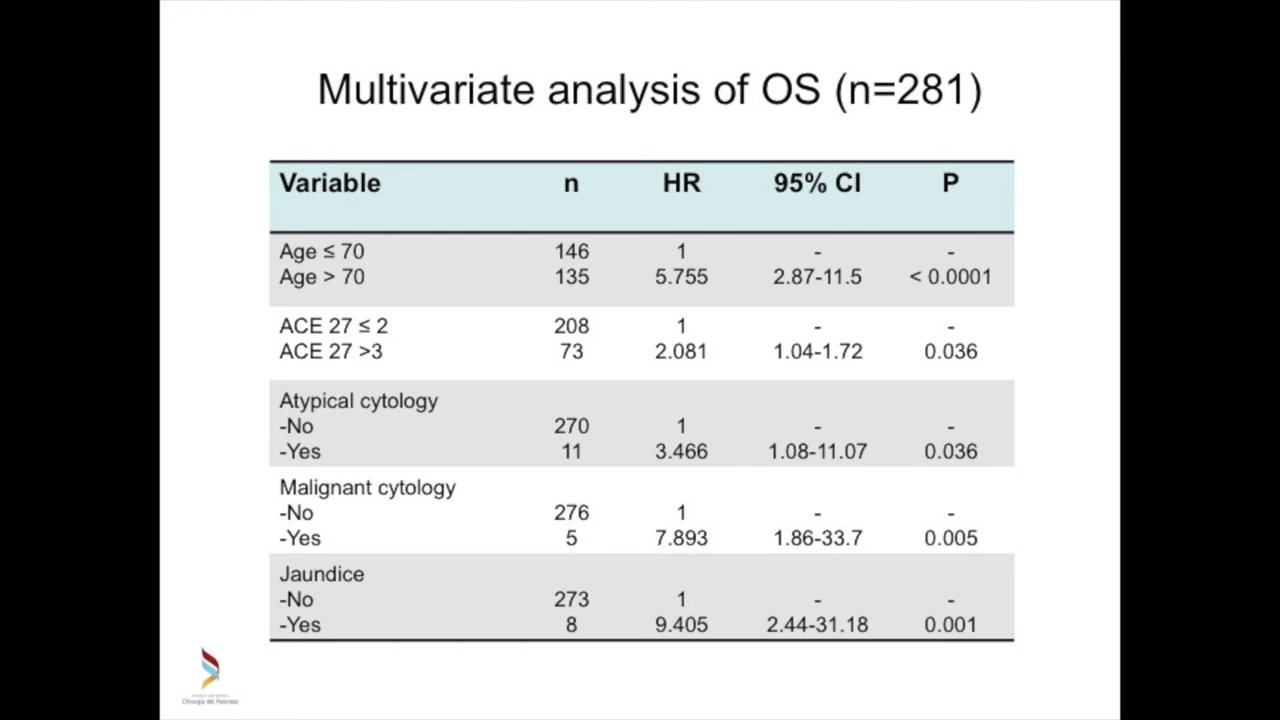 Multivariate analysis of OS (n=281)
Variable n HR 95% CI P
Age ≤ 70 146 1 - -
Age > 70 135 5.755 2.87-11.5 < 0.0001
ACE 27 ≤ 2 208 1 - -
ACE 27 >3 73 2.081 1.04-1.72 0.036
Atypical cytology
-No 270 1 - -
-Yes 11 3.466 1.08-11.07 0.036
Malignant cytology
-No 276 1 - -
-Yes 5 7.893 1.86-33.7 0.005
Jaundice
-No 273 1 - -
-Yes 8 9.405 2.44-31.18 0.001
Chirurgia del Pancreas